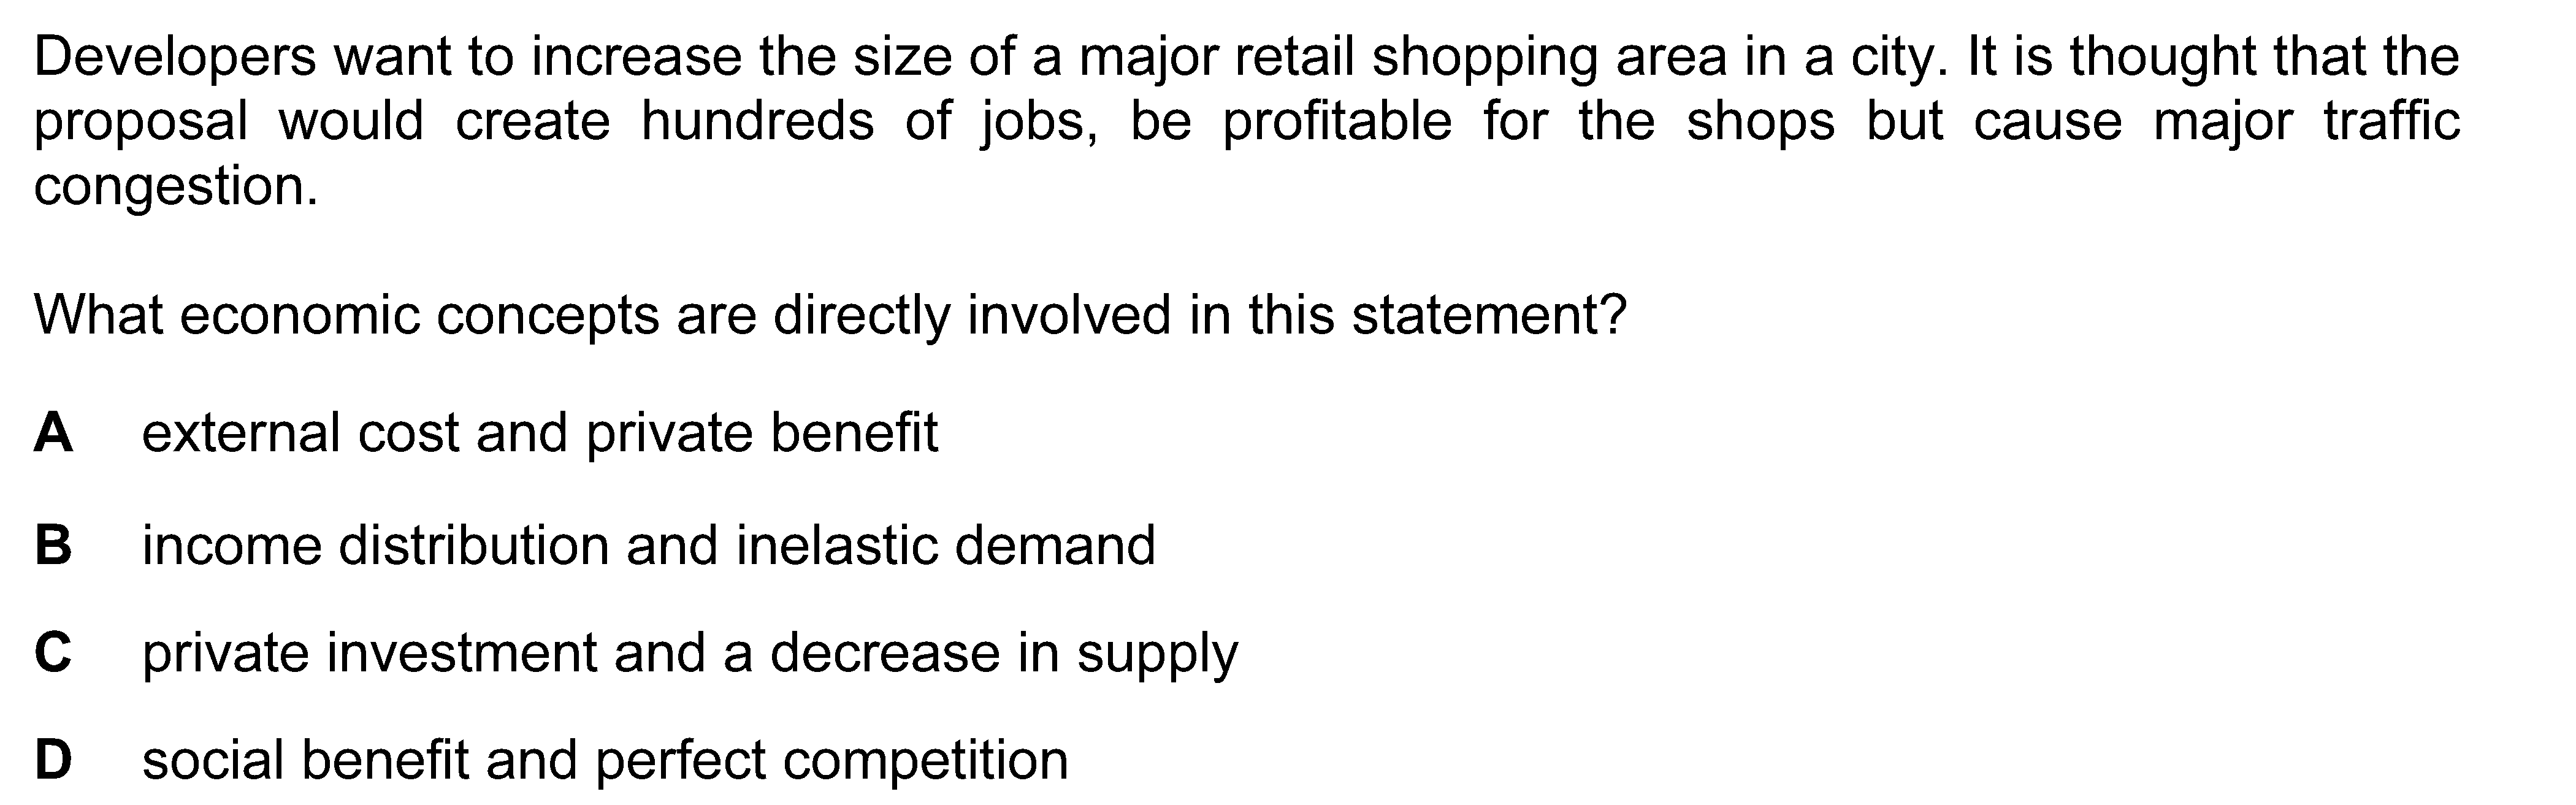 Developers want to increase the size of a major retail shopping area in a city. It is thought that the
proposal would create hundreds of jobs, be profitable for the shops but cause major traffic
congestion.
What economic concepts are directly involved in this statement?
A external cost and private benefit
B income distribution and inelastic demand
C private investment and a decrease in supply
D social benefit and perfect competition